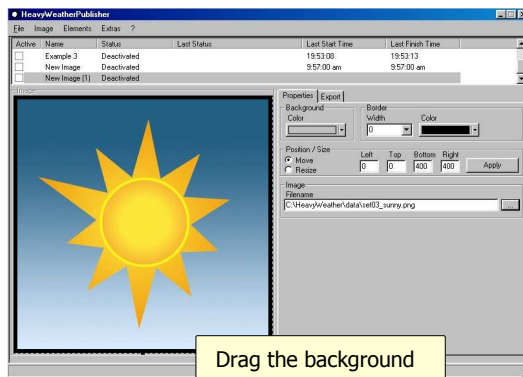 HeavyWeatherPublisher
File Image Elements Extras ?
Active Name Status Last Status Last Start Time Last Finish Time
Example 3 Deactivated 19:53:08 19:53:13
New Image Deactivated 9:57:00 am 9:57:00 am
New Image (1) Deactivated
Image
Properties Export
Background Border
Color Width Color
0
Position / Size
Move Left Top Bottom Right
Resize 0 0 400 400 Apply
Image
Filename
C:\HeavyWeather\data\set03_sunny.png ...
Drag the background